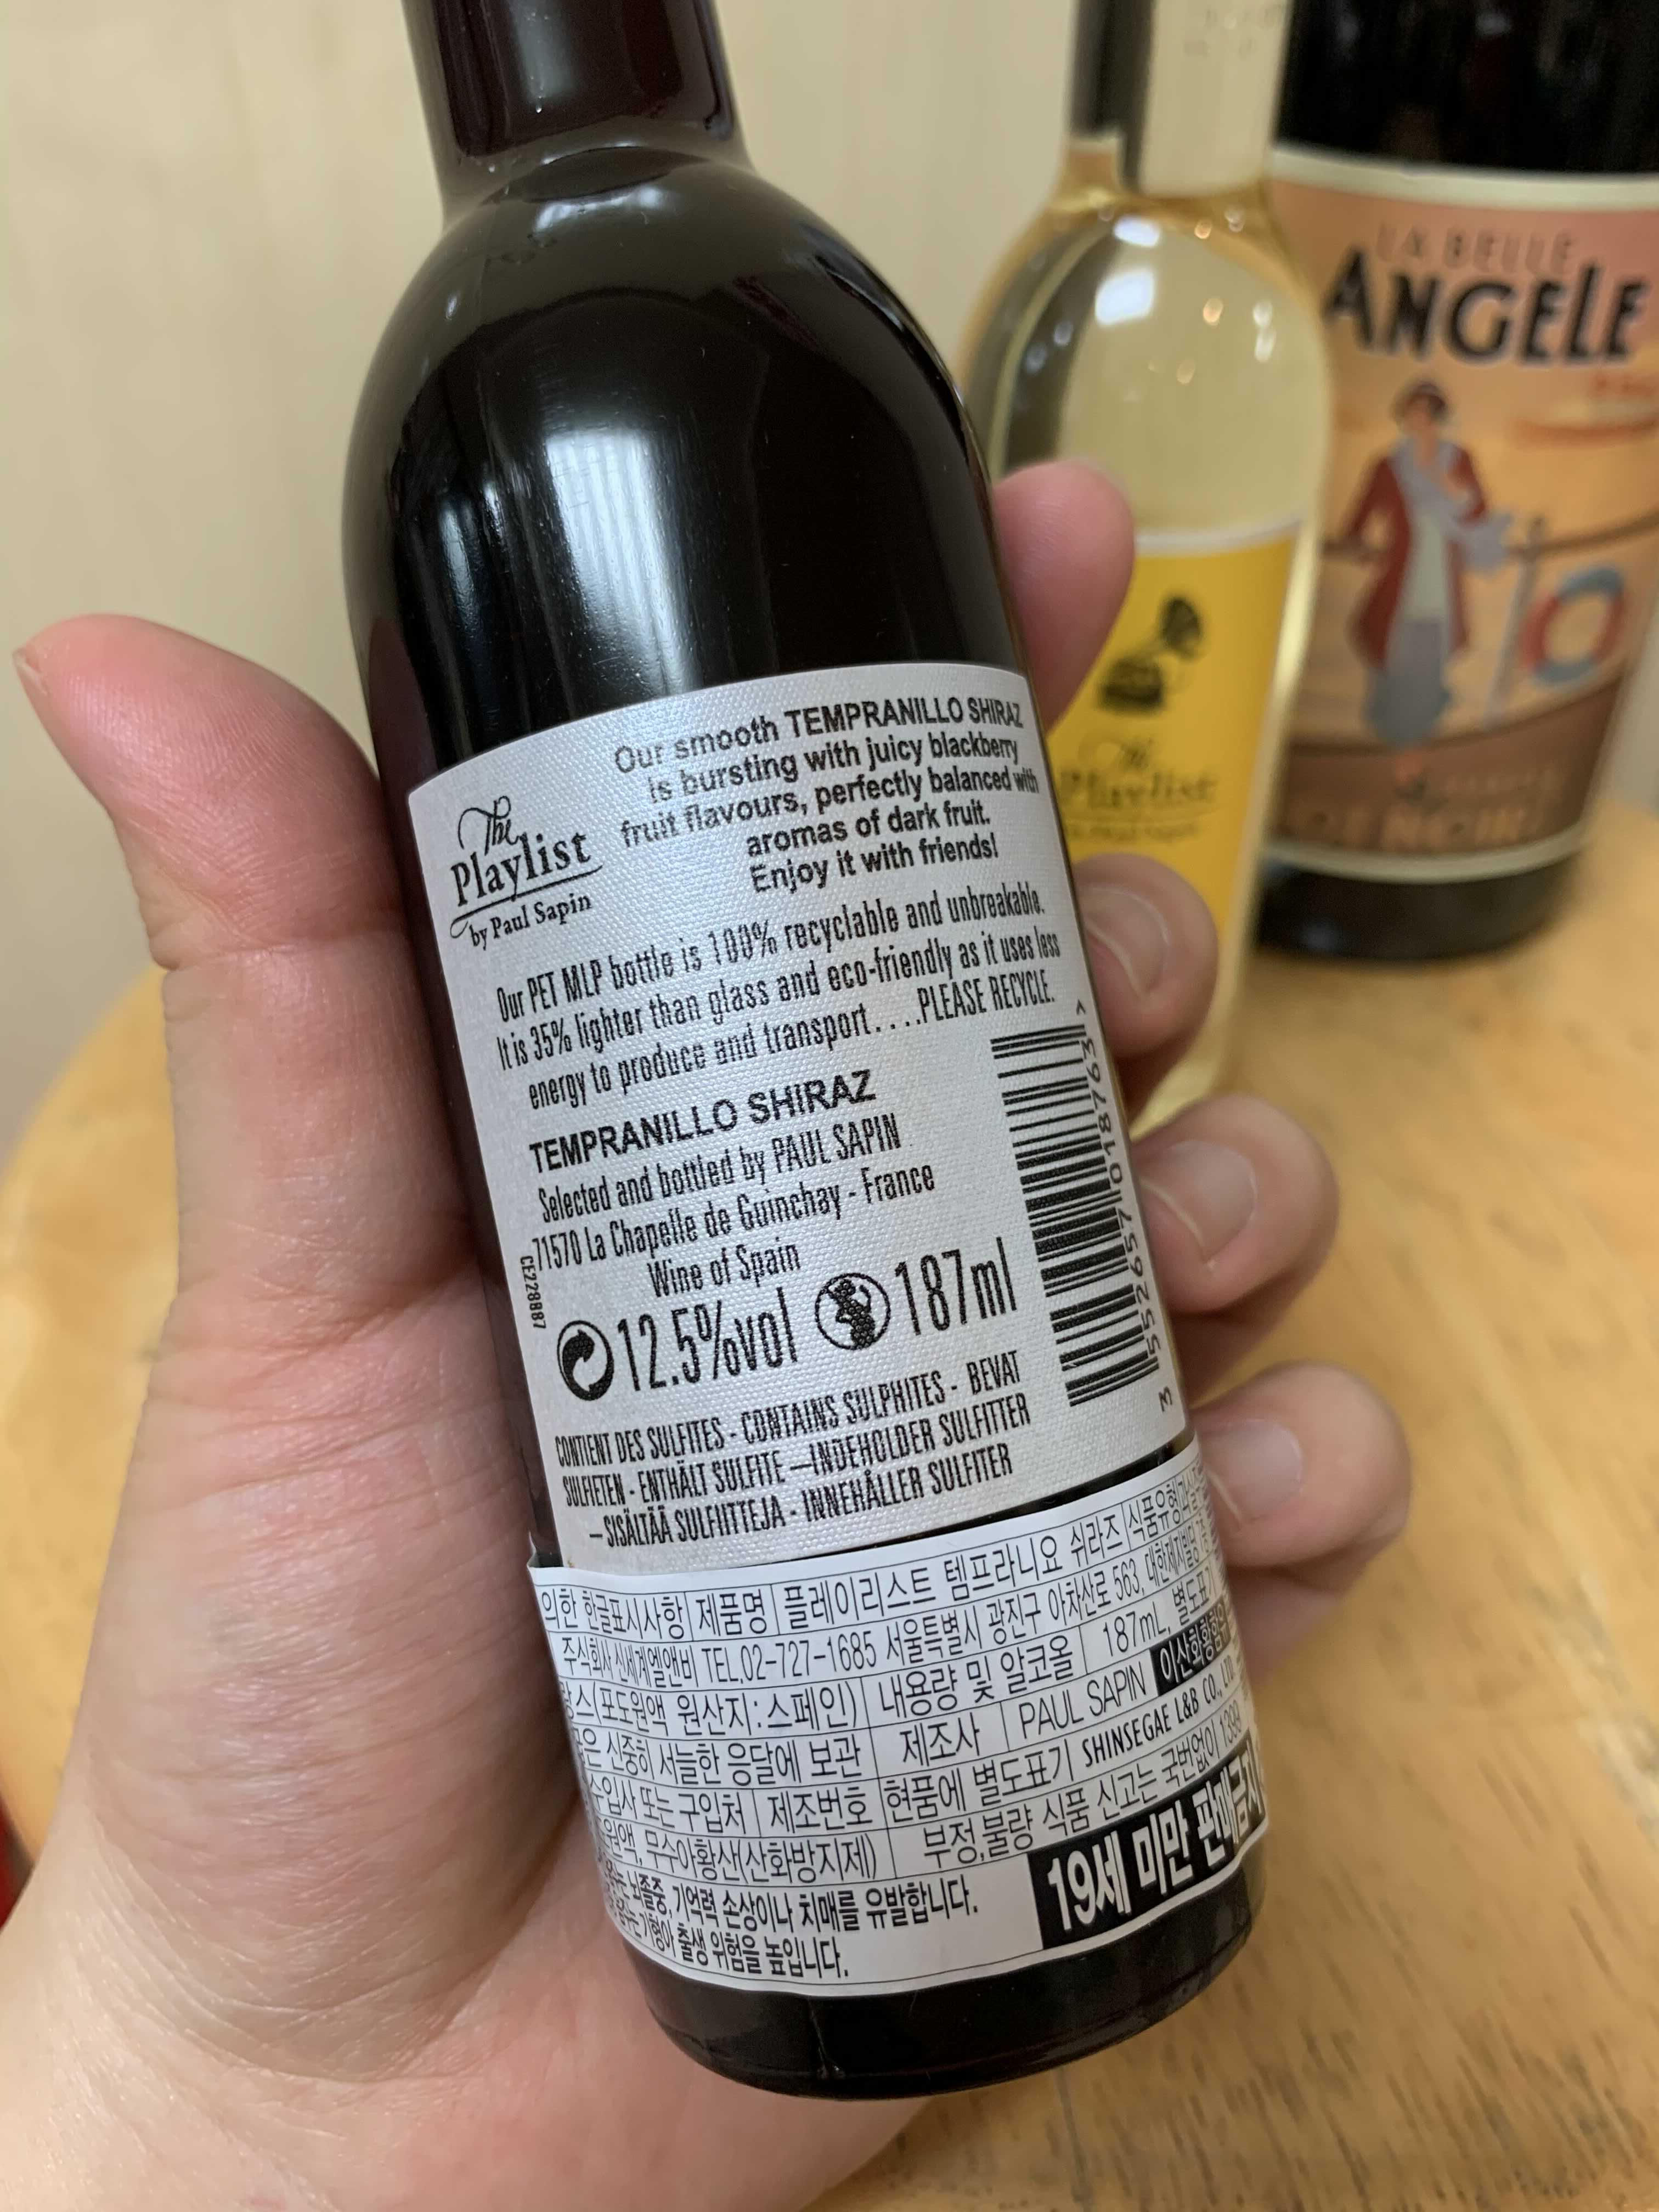 The
Playlist
by Paul Sapin
Our smooth TEMPRANILLO SHIRAZ
is bursting with juicy blackberry
fruit flavours, perfectly balanced with
aromas of dark fruit.
Enjoy it with friends!
Our PET MLP bottle is 100% recyclable and unbreakable.
It is 35% lighter than glass and eco-friendly as it uses less
energy to produce and transport. . . .PLEASE RECYCLE.
TEMPRANILLO SHIRAZ
Selected and bottled by PAUL SAPIN
71570 La Chapelle de Guinchay - France
Wine of Spain
CE228887
12.5%vol 187ml
3 552657 018763 >
CONTIENT DES SULFITES - CONTAINS SULPHITES - BEVAT
SULFIETEN - ENTHÄLT SULFITE —INDEHOLDER SULFITTER
— SISÄLTÄÄ SULFIITTEJA - INNEHÅLLER SULFITER
의한 한글표시사항 제품명 플레이리스트 템프라니요 쉬라즈 식품유형
주식회사 신세계엘앤비 TEL.02-727-1685 서울특별시 광진구 아차산로 563,
(포도원액 원산지:스페인) 내용량 및 알코올 187mL, 별도표기
신중히 서늘한 응달에 보관 제조사 PAUL SAPIN
또는 구입처 제조번호 현품에 별도표기 SHINSEGAE L&B CO., LTD.
무수아황산(산화방지제) 부정,불량 식품 신고는 국번없이 1399
뇌졸중, 기억력 손상이나 치매를 유발합니다. 19세 미만 판매금지
기형아 출생 위험을 높입니다.
LA BELLE
ANGÈLE
The
Playlist